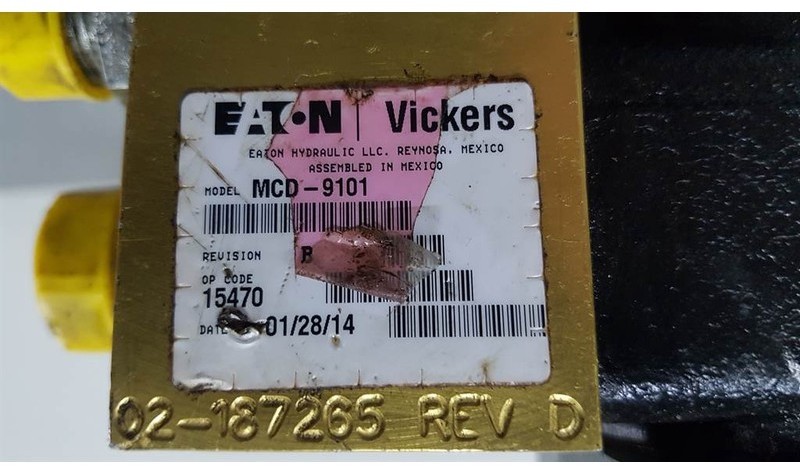 EATON | Vickers
EATON HYDRAULIC LLC. REYNOSA, MEXICO
ASSEMBLED IN MEXICO
MODEL MCD-9101
REVISION B
OP CODE
15470
DATE 01/28/14
02-187265 REV D